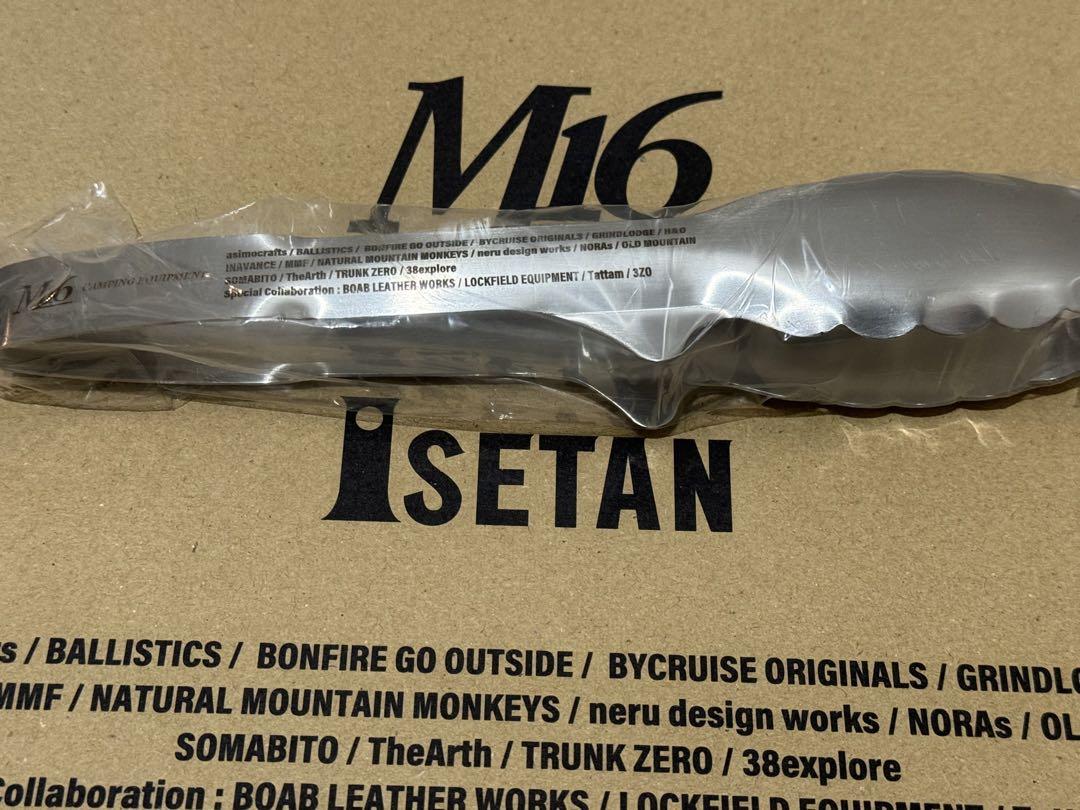 M16
asimocrafts / BALLISTICS / BONFIRE GO OUTSIDE / BYCRUISE ORIGINALS / GRINDLODGE / H&O
INAVANCE / MMF / NATURAL MOUNTAIN MONKEYS / neru design works / NORAs / OLD MOUNTAIN
SOMABITO / TheArth / TRUNK ZERO / 38explore
Special Collaboration : BOAB LEATHER WORKS / LOCKFIELD EQUIPMENT / Tattam / 3ZO
M16 CAMPING EQUIPMENT
ISETAN
s / BALLISTICS / BONFIRE GO OUTSIDE / BYCRUISE ORIGINALS / GRINDLO
MMF / NATURAL MOUNTAIN MONKEYS / neru design works / NORAs / OL
SOMABITO / TheArth / TRUNK ZERO / 38explore
Collaboration : BOAB LEATHER WORKS / LOCKFIELD EQUIPMENT